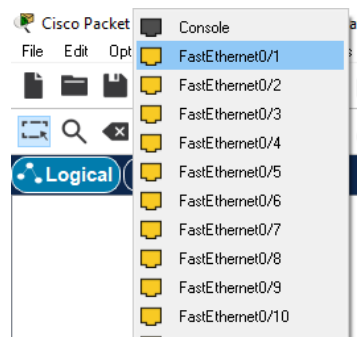 Cisco Packet
File Edit Opt
Logical
Console
FastEthernet0/1
FastEthernet0/2
FastEthernet0/3
FastEthernet0/4
FastEthernet0/5
FastEthernet0/6
FastEthernet0/7
FastEthernet0/8
FastEthernet0/9
FastEthernet0/10